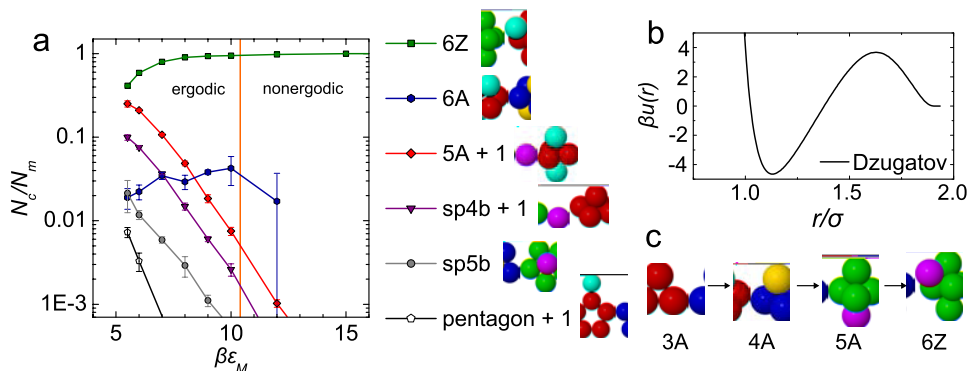 a
1
0.1
0.01
1E-3
N_c/N_m
ergodic
nonergodic
5
10
15
βε_M
6Z
6A
5A + 1
sp4b + 1
sp5b
pentagon + 1
b
4
2
0
-2
-4
βu(r)
Dzugatov
1.0
1.5
2.0
r/σ
c
3A
4A
5A
6Z